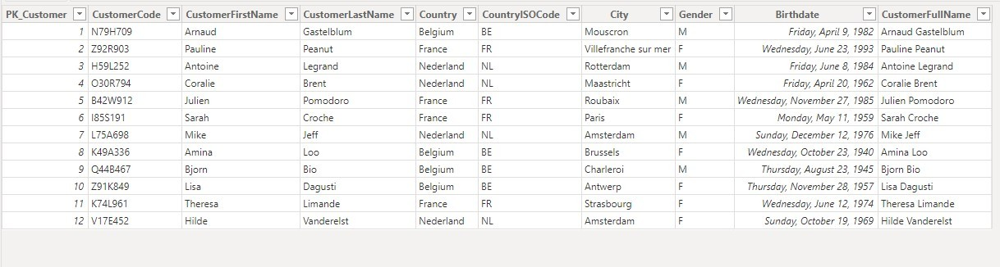 PK_Customer CustomerCode CustomerFirstName CustomerLastName Country CountryISOCode City Gender Birthdate CustomerFullName
1 N79H709 Arnaud Gastelblum Belgium BE Mouscron M Friday, April 9, 1982 Arnaud Gastelblum
2 Z92R903 Pauline Peanut France FR Villefranche sur mer F Wednesday, June 23, 1993 Pauline Peanut
3 H59L252 Antoine Legrand Nederland NL Rotterdam M Friday, June 8, 1984 Antoine Legrand
4 O30R794 Coralie Brent Nederland NL Maastricht F Friday, April 20, 1962 Coralie Brent
5 B42W912 Julien Pomodoro France FR Roubaix M Wednesday, November 27, 1985 Julien Pomodoro
6 I85S191 Sarah Croche France FR Paris F Monday, May 11, 1959 Sarah Croche
7 L75A698 Mike Jeff Nederland NL Amsterdam M Sunday, December 12, 1976 Mike Jeff
8 K49A336 Amina Loo Belgium BE Brussels F Wednesday, October 23, 1940 Amina Loo
9 Q44B467 Bjorn Bio Belgium BE Charleroi M Thursday, August 23, 1945 Bjorn Bio
10 Z91K849 Lisa Dagusti Belgium BE Antwerp F Thursday, November 28, 1957 Lisa Dagusti
11 K74L961 Theresa Limande France FR Strasbourg F Wednesday, June 12, 1974 Theresa Limande
12 V17E452 Hilde Vanderelst Nederland NL Amsterdam F Sunday, October 19, 1969 Hilde Vanderelst